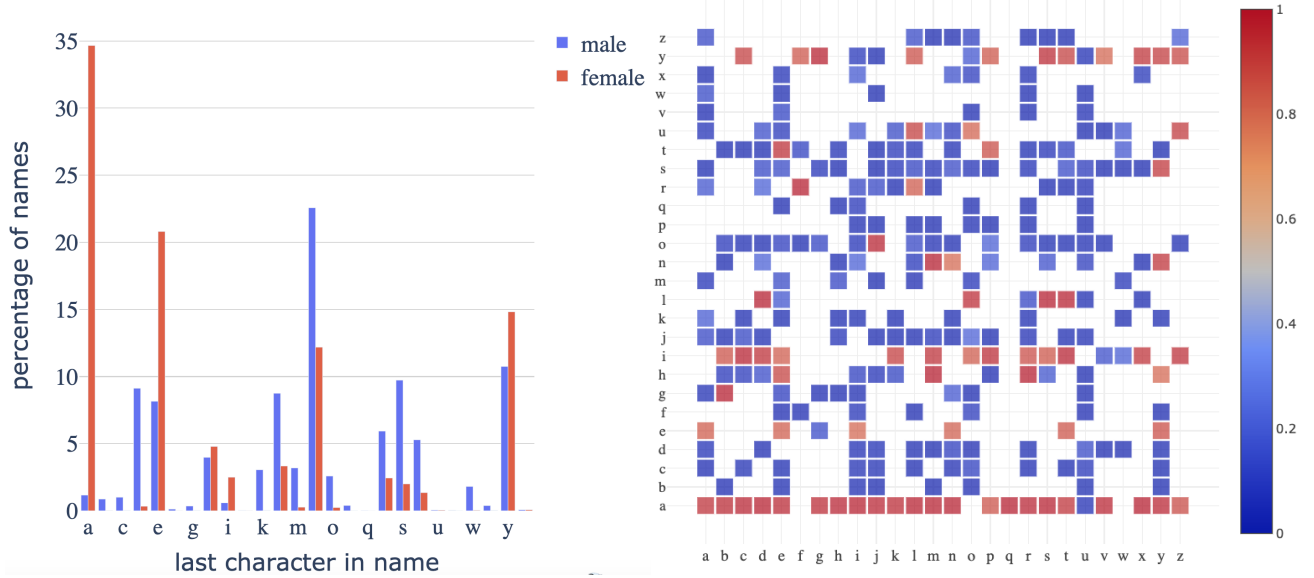 35
30
25
20
15
10
5
0
percentage of names
a c e g i k m o q s u w y
last character in name
male
female
z
y
x
w
v
u
t
s
r
q
p
o
n
m
l
k
j
i
h
g
f
e
d
c
b
a
a b c d e f g h i j k l m n o p q r s t u v w x y z
1
0.8
0.6
0.4
0.2
0